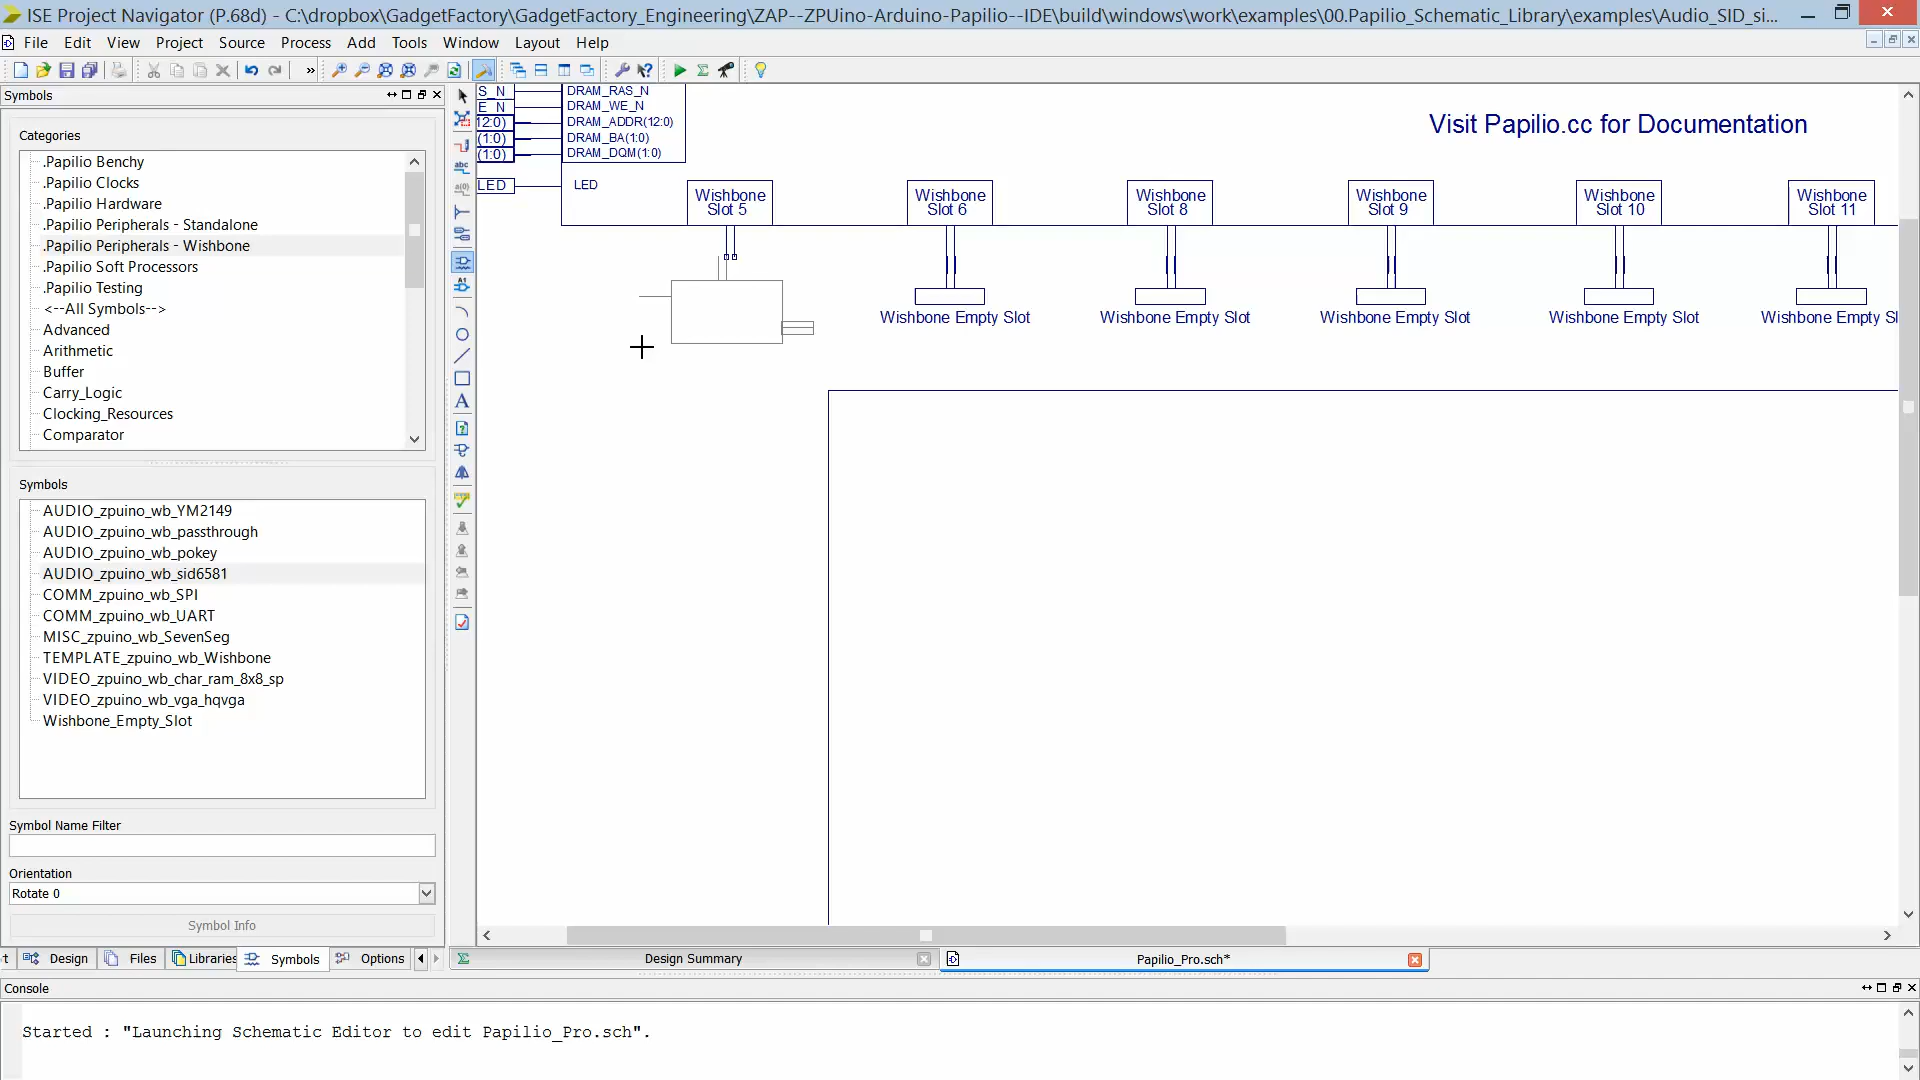 ISE Project Navigator (P.68d) - C:\dropbox\GadgetFactory\GadgetFactory_Engineering\ZAP--ZPUino-Arduino-Papilio--IDE\build\windows\work\examples\00.Papilio_Schematic_Library\examples\Audio_SID_si...
File Edit View Project Source Process Add Tools Window Layout Help
Symbols
Categories
.Papilio Benchy
.Papilio Clocks
.Papilio Hardware
.Papilio Peripherals - Standalone
.Papilio Peripherals - Wishbone
.Papilio Soft Processors
.Papilio Testing
<--All Symbols-->
Advanced
Arithmetic
Buffer
Carry_Logic
Clocking_Resources
Comparator
Symbols
AUDIO_zpuino_wb_YM2149
AUDIO_zpuino_wb_passthrough
AUDIO_zpuino_wb_pokey
AUDIO_zpuino_wb_sid6581
COMM_zpuino_wb_SPI
COMM_zpuino_wb_UART
MISC_zpuino_wb_SevenSeg
TEMPLATE_zpuino_wb_Wishbone
VIDEO_zpuino_wb_char_ram_8x8_sp
VIDEO_zpuino_wb_vga_hqvga
Wishbone_Empty_Slot
Symbol Name Filter
Orientation
Rotate 0
Symbol Info
t Design Files Libraries Symbols Options
S_N DRAM_RAS_N
E_N DRAM_WE_N
12:0) DRAM_ADDR(12:0)
(1:0) DRAM_BA(1:0)
(1:0) DRAM_DQM(1:0)
LED LED
Visit Papilio.cc for Documentation
Wishbone Slot 5
Wishbone Slot 6
Wishbone Slot 8
Wishbone Slot 9
Wishbone Slot 10
Wishbone Slot 11
Wishbone Empty Slot
Wishbone Empty Slot
Wishbone Empty Slot
Wishbone Empty Slot
Wishbone Empty Sl
Design Summary
Papilio_Pro.sch*
Console
Started : "Launching Schematic Editor to edit Papilio_Pro.sch".